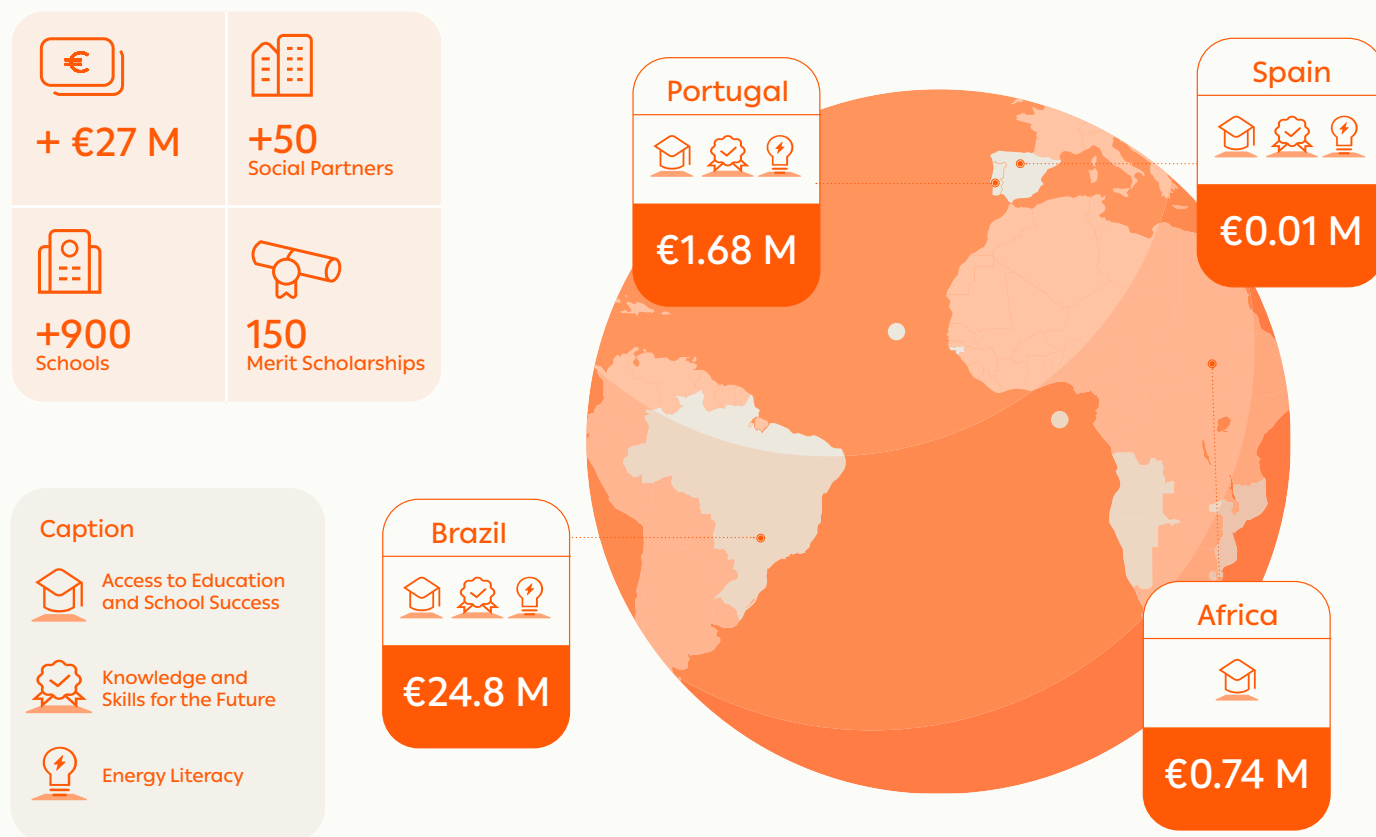 + €27 M
+50
Social Partners
+900
Schools
150
Merit Scholarships
Caption
Access to Education
and School Success
Knowledge and
Skills for the Future
Energy Literacy
Portugal
€1.68 M
Spain
€0.01 M
Brazil
€24.8 M
Africa
€0.74 M